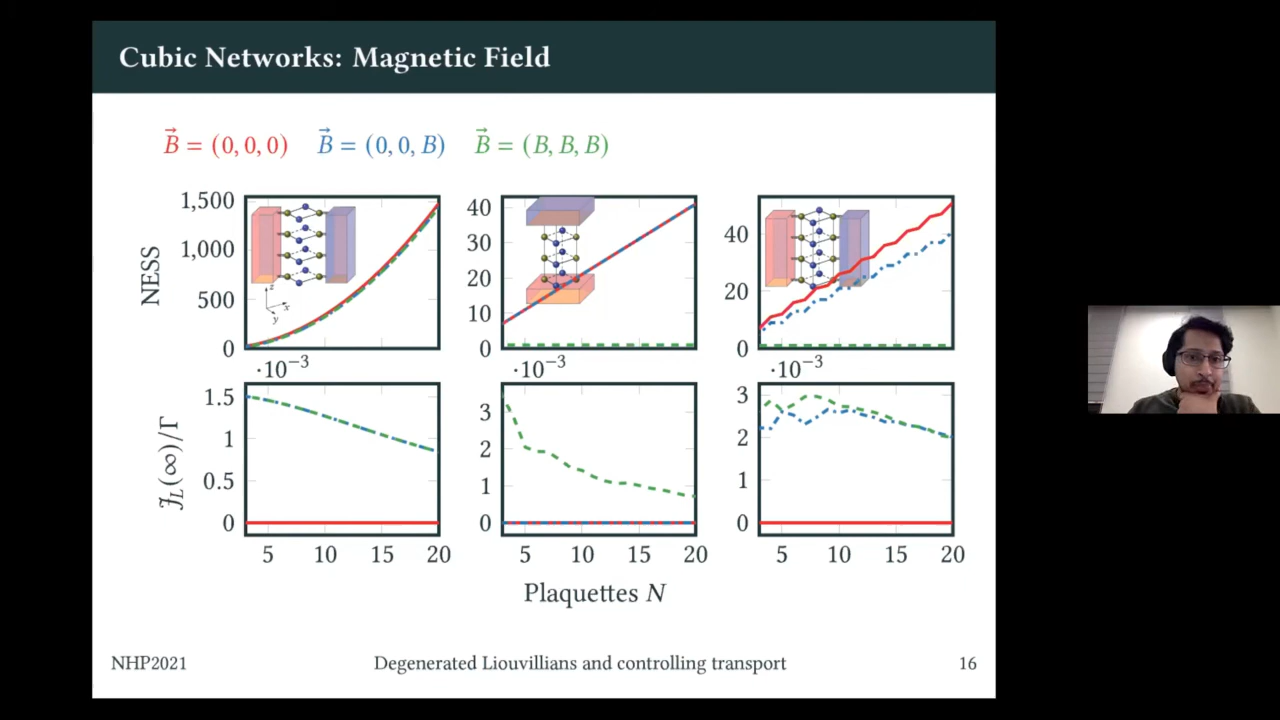 Cubic Networks: Magnetic Field
B⃗ = (0, 0, 0) B⃗ = (0, 0, B) B⃗ = (B, B, B)
NESS
1,500
1,000
500
0
z
x
y
40
30
20
10
0
40
20
0
·10⁻³ ·10⁻³ ·10⁻³
𝒥L(∞)/Γ
1.5
1
0.5
0
3
2
1
0
3
2
1
0
5 10 15 20 5 10 15 20 5 10 15 20
Plaquettes N
NHP2021 Degenerated Liouvillians and controlling transport 16